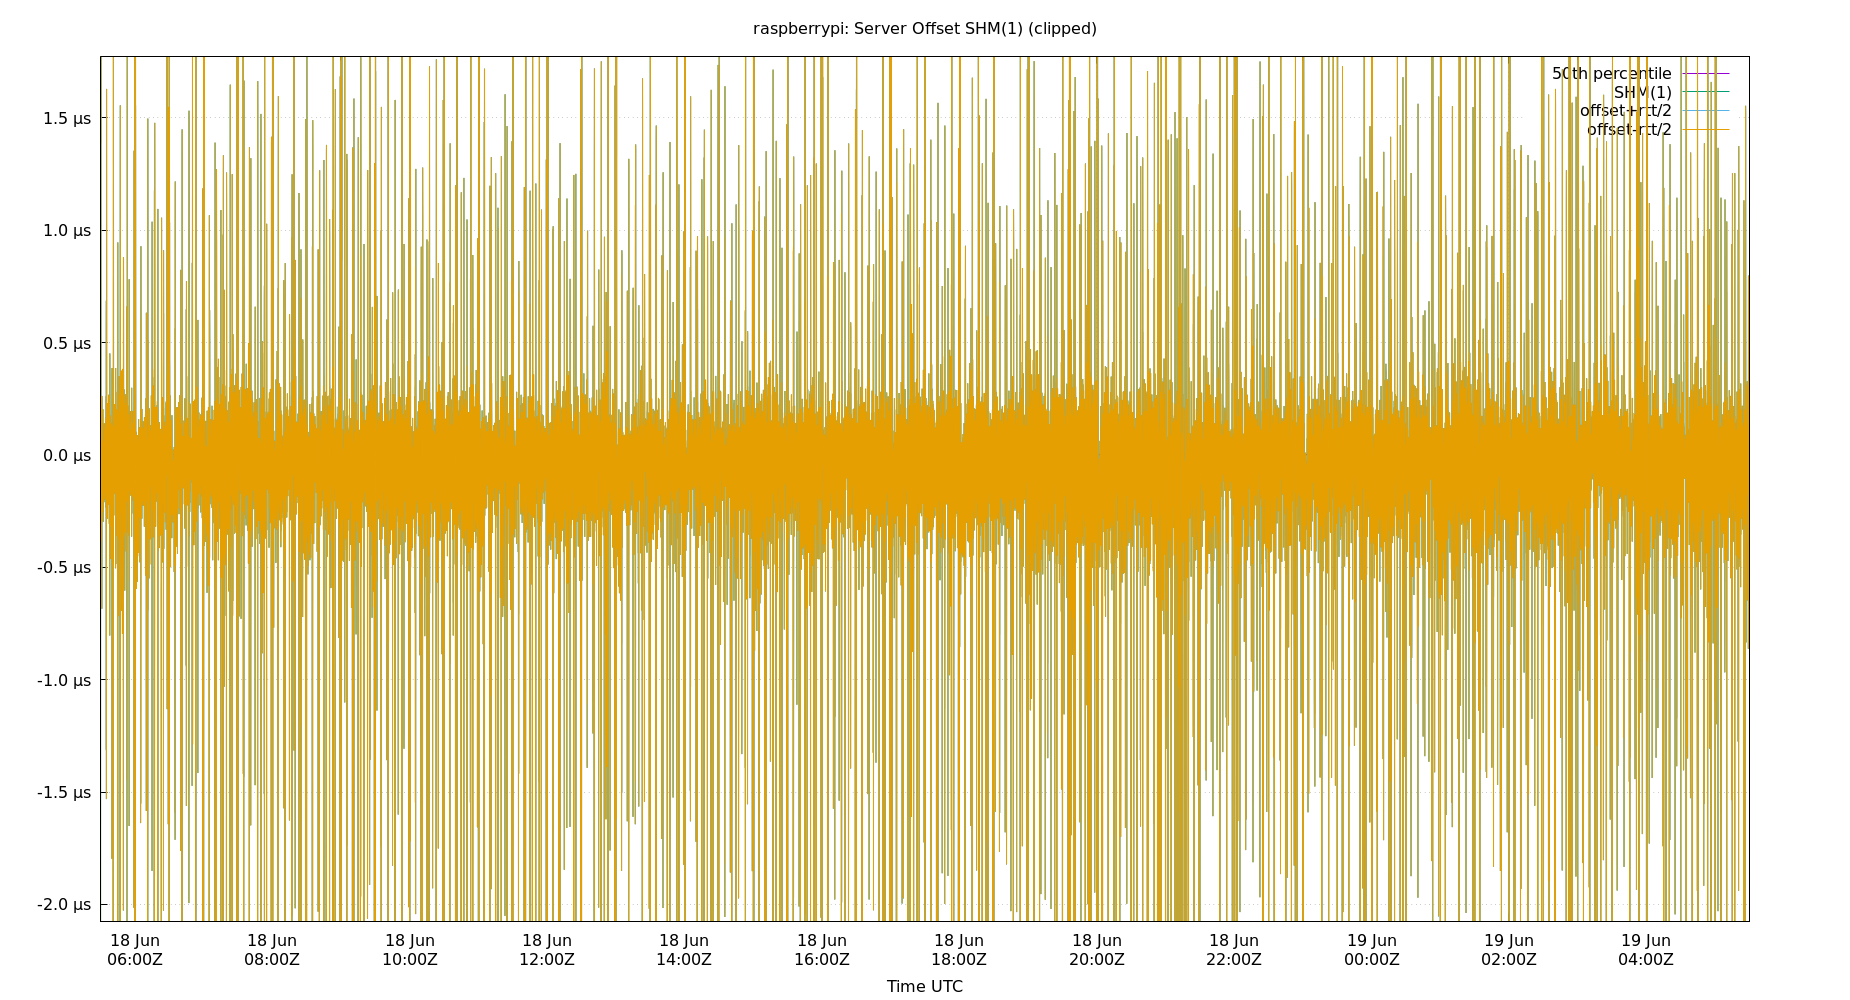 raspberrypi: Server Offset SHM(1) (clipped)
50th percentile
SHM(1)
offset+rtt/2
offset-rtt/2
1.5 µs
1.0 µs
0.5 µs
0.0 µs
-0.5 µs
-1.0 µs
-1.5 µs
-2.0 µs
18 Jun 18 Jun 18 Jun 18 Jun 18 Jun 18 Jun 18 Jun 18 Jun 18 Jun 19 Jun 19 Jun 19 Jun
06:00Z 08:00Z 10:00Z 12:00Z 14:00Z 16:00Z 18:00Z 20:00Z 22:00Z 00:00Z 02:00Z 04:00Z
Time UTC